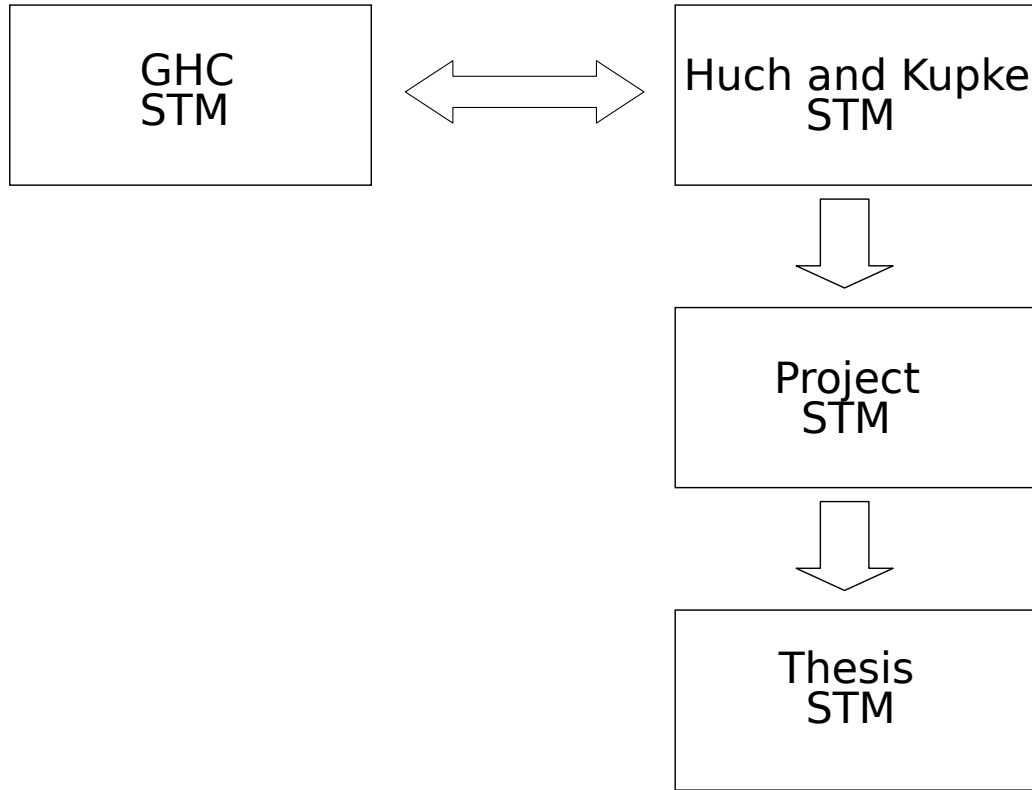 GHC
STM
Huch and Kupke
STM
Project
STM
Thesis
STM